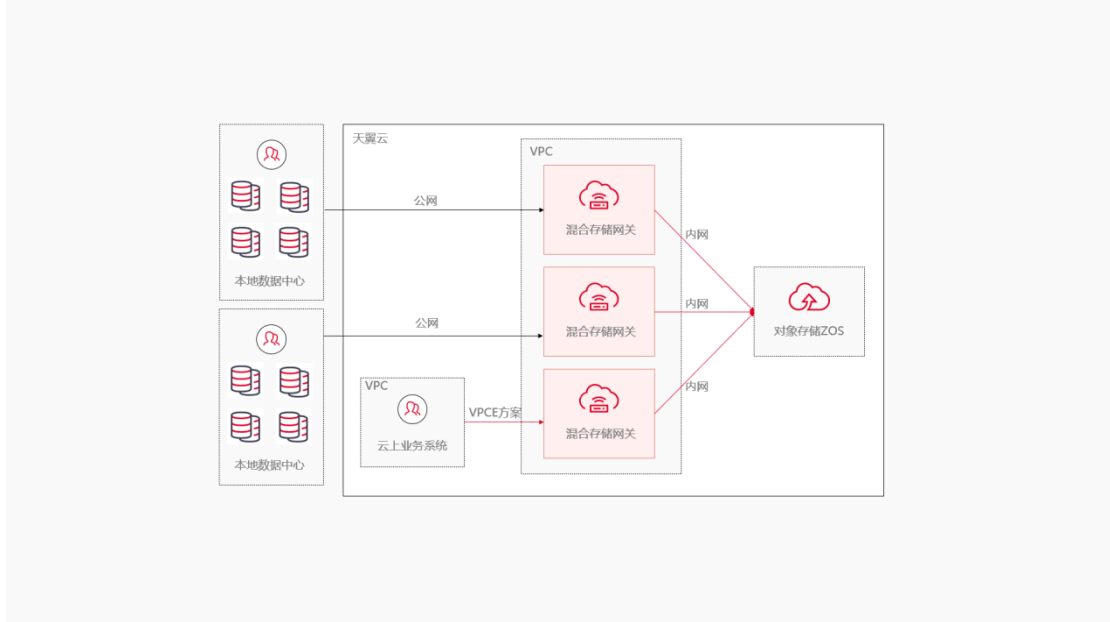 天翼云
VPC
公网
混合存储网关
内网
本地数据中心
混合存储网关
内网
公网
对象存储ZOS
VPC
内网
VPCE方案
混合存储网关
云上业务系统
本地数据中心